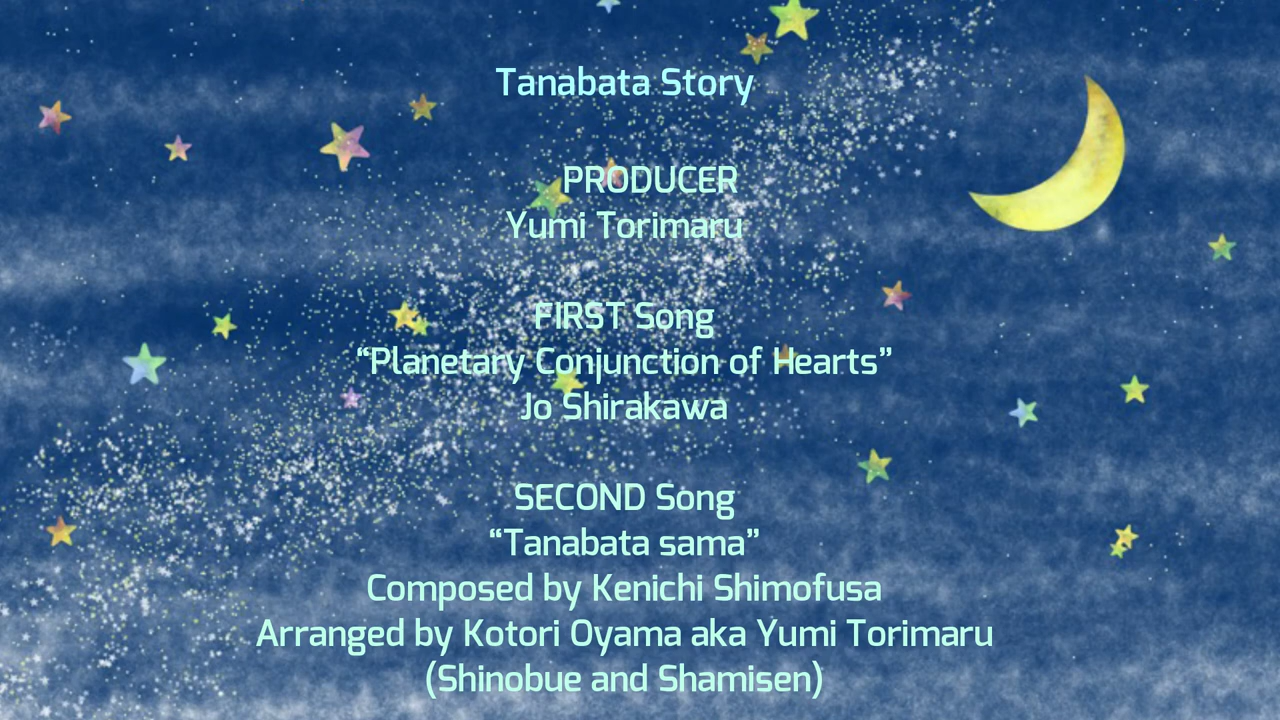 Tanabata Story
PRODUCER
Yumi Torimaru
FIRST Song
“Planetary Conjunction of Hearts”
Jo Shirakawa
SECOND Song
“Tanabata sama”
Composed by Kenichi Shimofusa
Arranged by Kotori Oyama aka Yumi Torimaru
(Shinobue and Shamisen)